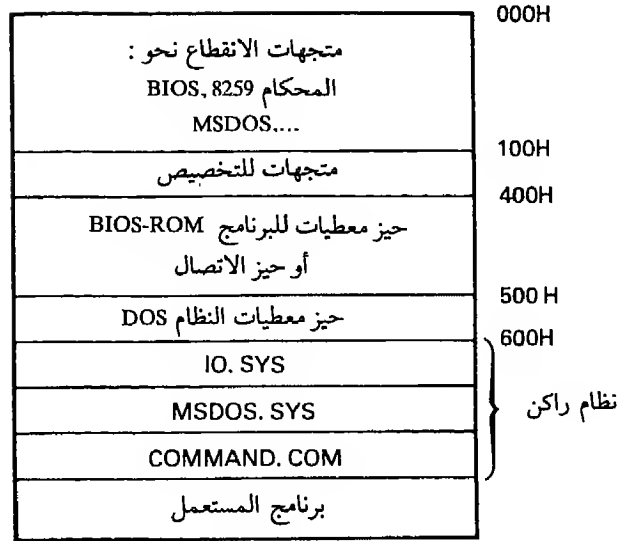 000H
متجهات الانقطاع نحو :
المحكام 8259 ,BIOS
MSDOS....
100H
متجهات للتخصيص
400H
حيز معطيات للبرنامج BIOS-ROM
أو حيز الاتصال
500 H
حيز معطيات النظام DOS
600H
IO. SYS
MSDOS. SYS
نظام راكن
COMMAND. COM
برنامج المستعمل